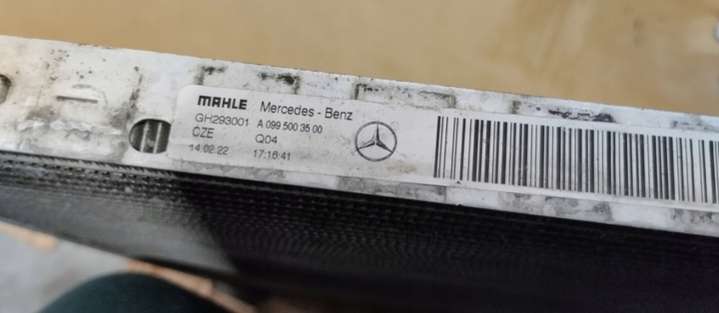 MAHLE Mercedes-Benz
GH293001 A 099 500 35 00
CZE Q04
14.02.22 17:16:41